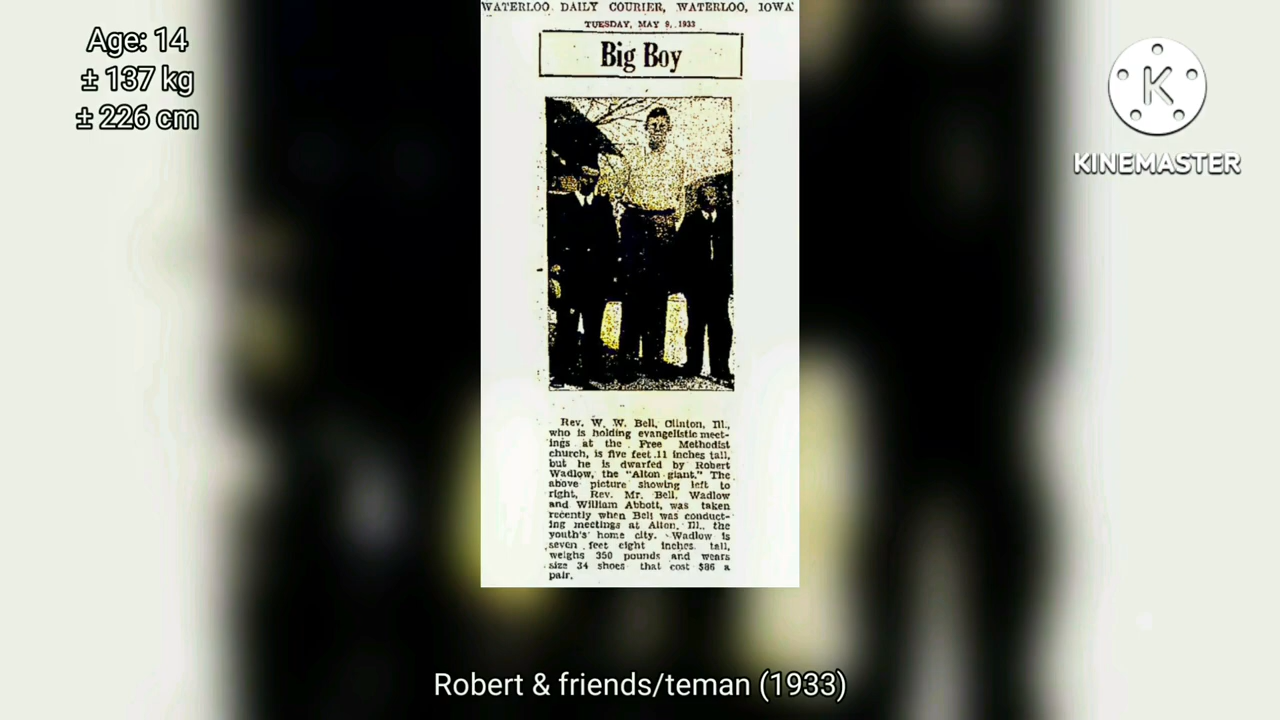 WATERLOO DAILY COURIER, WATERLOO, IOWA
TUESDAY, MAY 9, 1933
Age: 14
± 137 kg
± 226 cm
Big Boy
K
KINEMASTER
Rev. W. W. Bell, Clinton, Ill.,
who is holding evangelistic meet-
ings at the Free Methodist
church, is five feet 11 inches tall,
but he is dwarfed by Robert
Wadlow, the "Alton giant." The
above picture showing left to
right, Rev. Mr. Bell, Wadlow
and William Abbott, was taken
recently when Bell was conduct-
ing meetings at Alton, Ill., the
youth's home city. Wadlow is
seven feet eight inches tall,
weighs 350 pounds and wears
size 34 shoes that cost $86 a
pair.
Robert & friends/teman (1933)